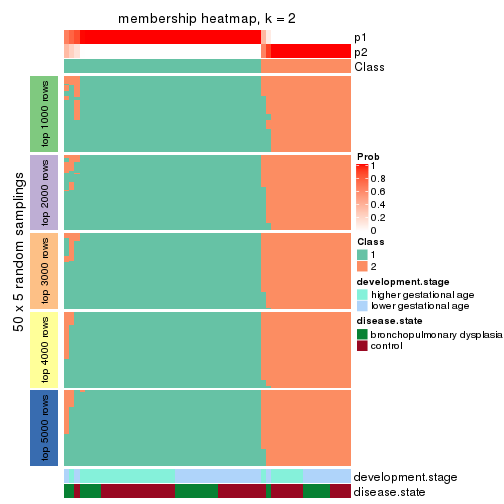 membership heatmap, k = 2
p1
p2
Class
top 1000 rows
top 2000 rows
top 3000 rows
top 4000 rows
top 5000 rows
50 x 5 random samplings
Prob
1
0.8
0.6
0.4
0.2
0
Class
1
2
development.stage
higher gestational age
lower gestational age
disease.state
bronchopulmonary dysplasia
control
development.stage
disease.state